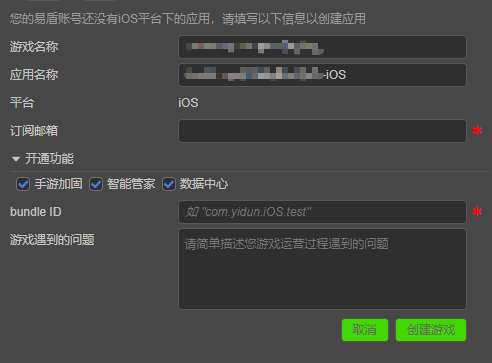 您的易盾账号还没有iOS平台下的应用，请填写以下信息以创建应用
游戏名称
应用名称 -iOS
平台 iOS
订阅邮箱 *
开通功能
手游加固 智能管家 数据中心
bundle ID 如 "com.yidun.iOS.test" *
游戏遇到的问题 请简单描述您游戏运营过程遇到的问题
取消 创建游戏